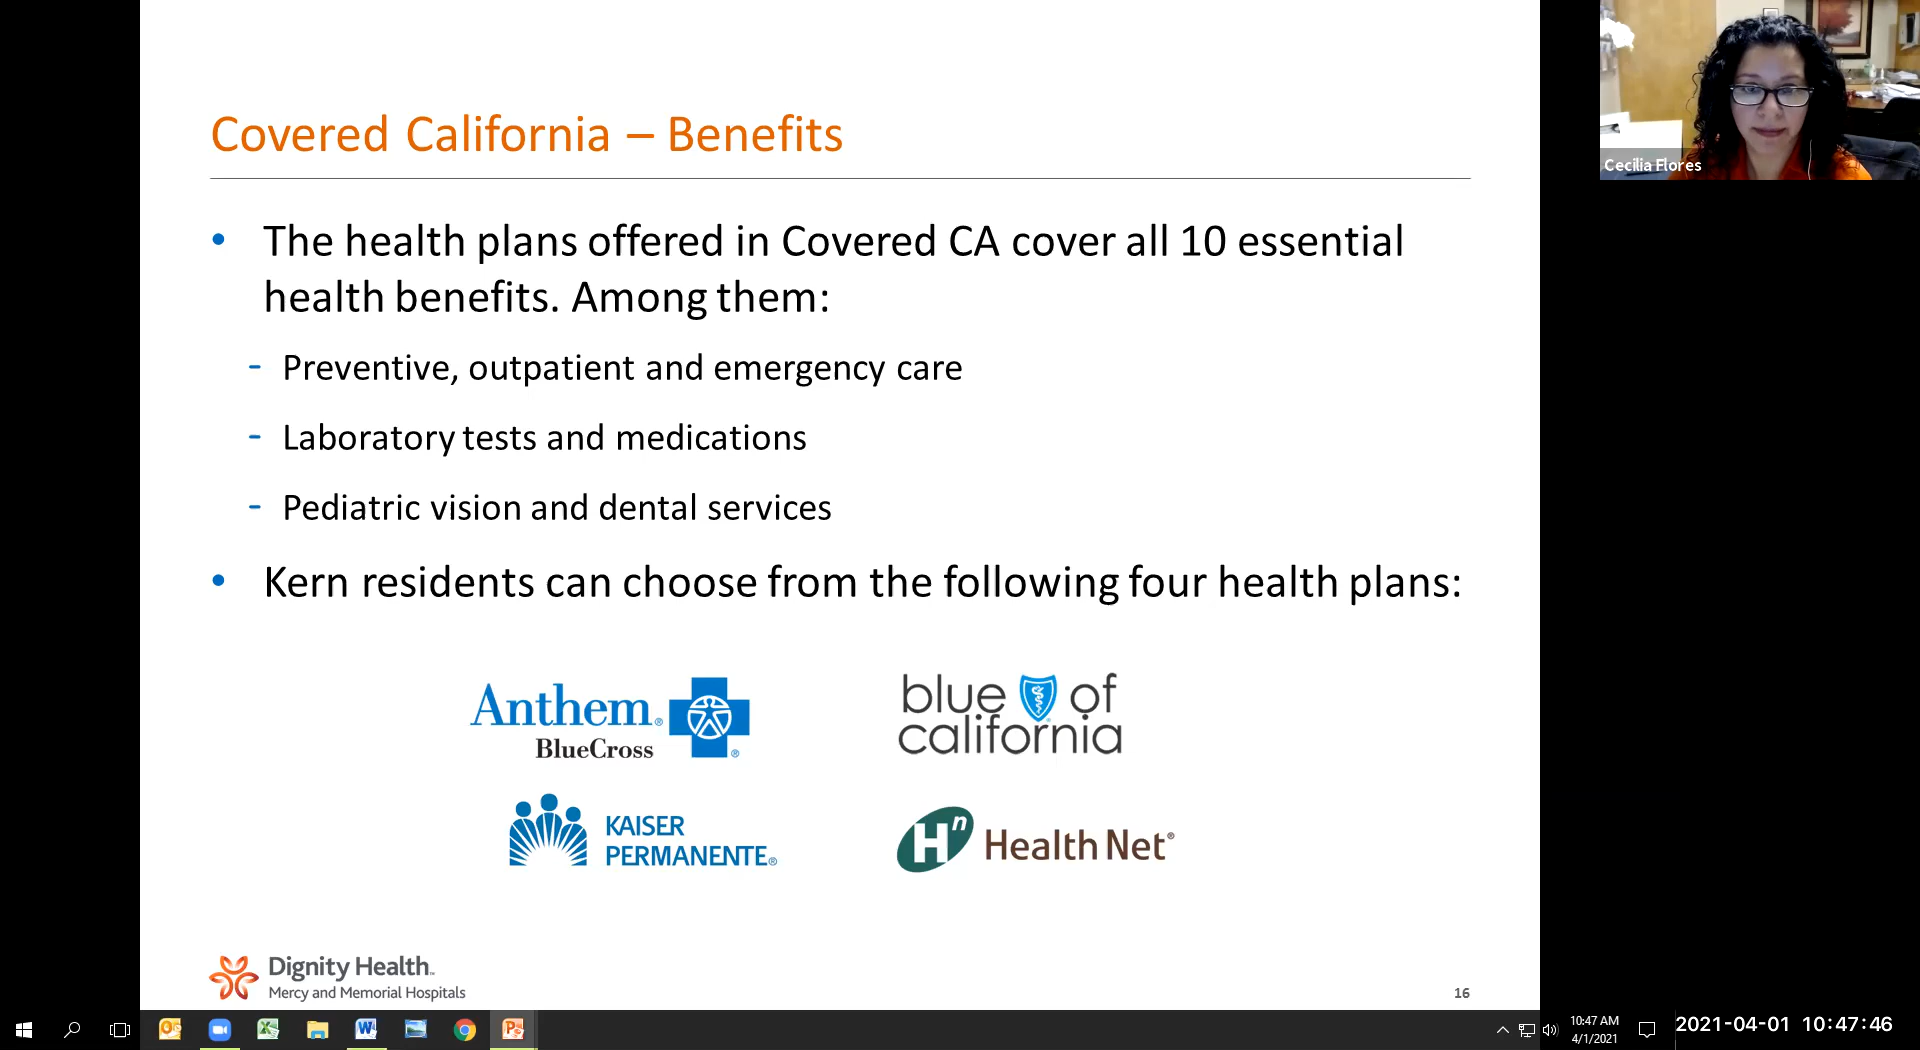 Covered California – Benefits
• The health plans offered in Covered CA cover all 10 essential
health benefits. Among them:
- Preventive, outpatient and emergency care
- Laboratory tests and medications
- Pediatric vision and dental services
• Kern residents can choose from the following four health plans:
Anthem®
BlueCross ®
blue of
california
KAISER
PERMANENTE®
Hn Health Net®
Dignity Health™
Mercy and Memorial Hospitals
16
Cecilia Flores
10:47 AM
4/1/2021
2021-04-01 10:47:46